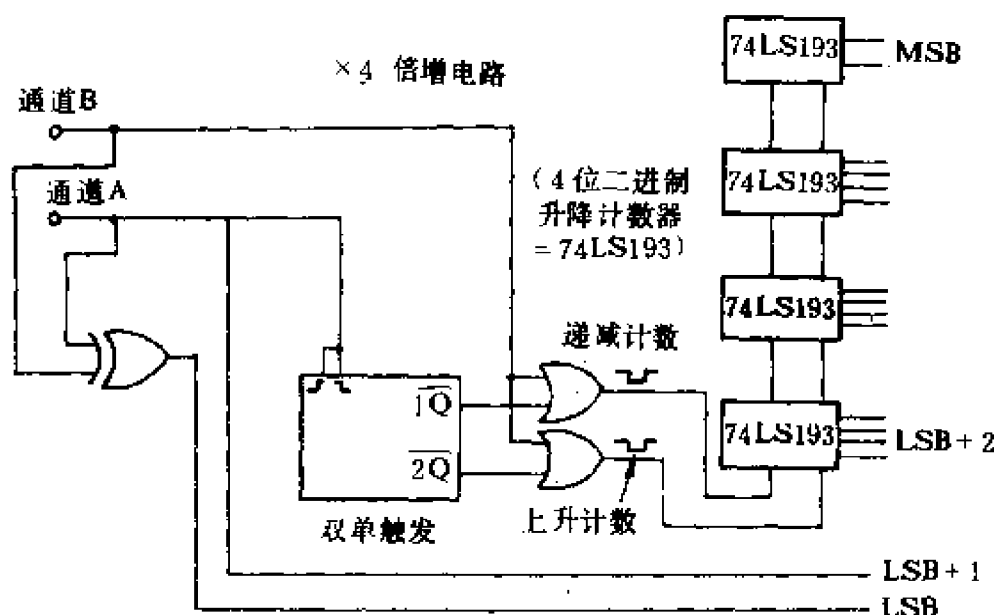 74LS193
MSB
×4 倍增电路
通道B
通道A
74LS193
(4位二进制
升降计数器
=74LS193)
74LS193
递减计数
1Q
2Q
74LS193
LSB+2
双单触发
上升计数
LSB+1
LSB